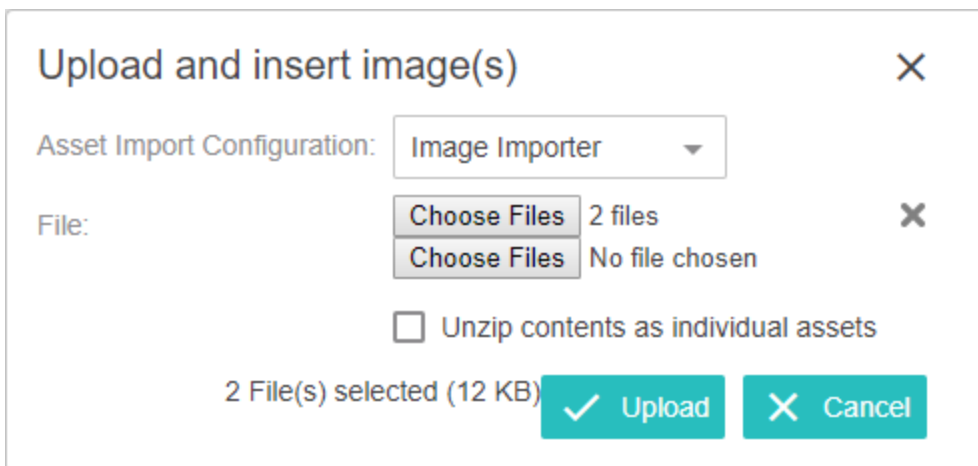 Upload and insert image(s)
Asset Import Configuration: Image Importer
File: Choose Files 2 files
Choose Files No file chosen
Unzip contents as individual assets
2 File(s) selected (12 KB) Upload Cancel